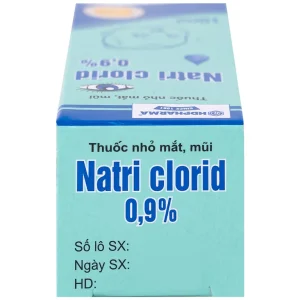 Natri clorid
0,9%
Thuốc nhỏ mắt, mũi
HDPHARMA
Thuốc nhỏ mắt, mũi
Natri clorid
0,9%
Số lô SX:
Ngày SX:
HD: